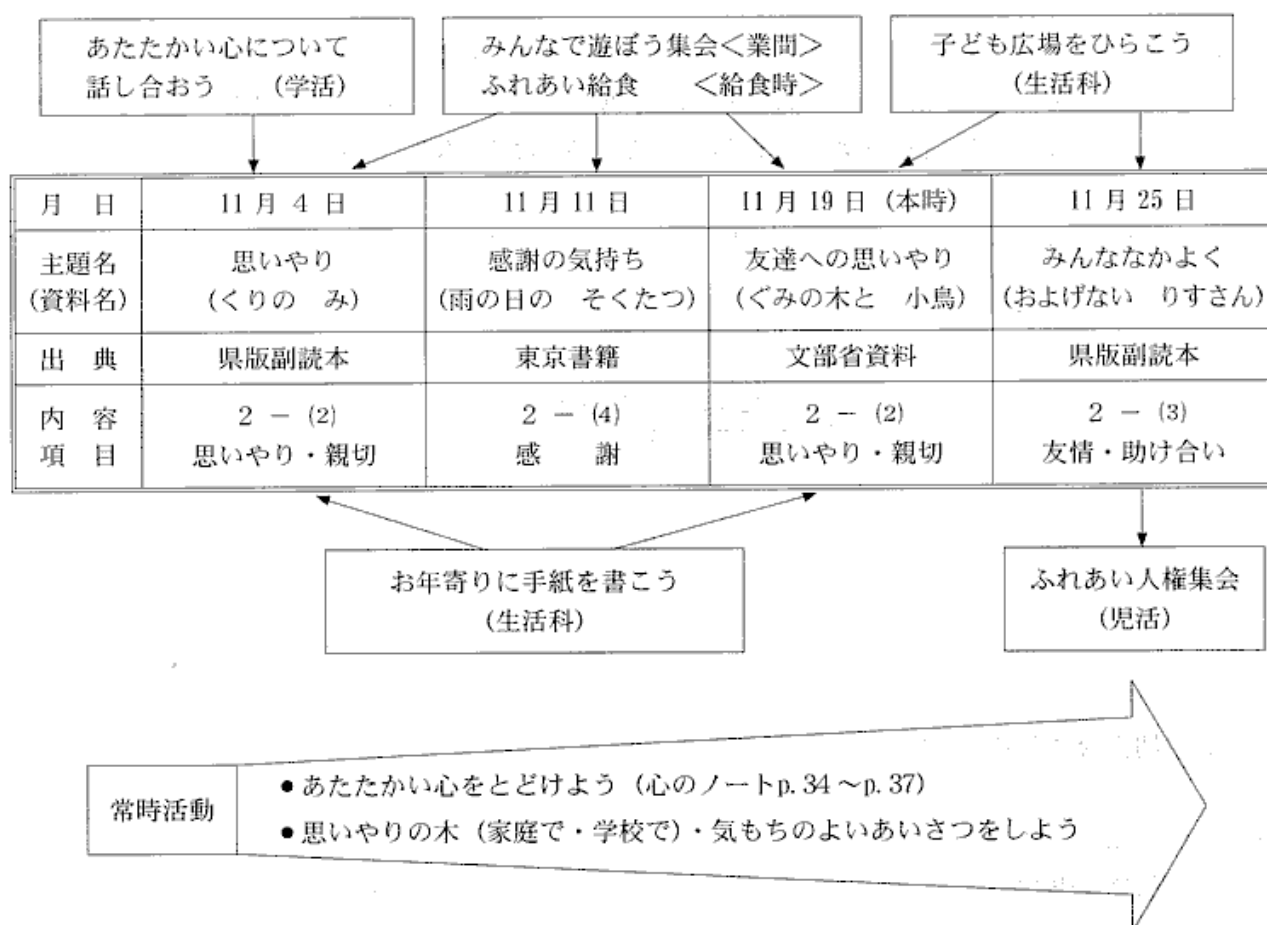 あたたかい心について
話し合おう (学活)
みんなで遊ぼう集会<業間>
ふれあい給食 <給食時>
子ども広場をひらこう
(生活科)
月 日 11月4日 11月11日 11月19日(本時) 11月25日
主題名 思いやり 感謝の気持ち 友達への思いやり みんななかよく
(資料名) (くりの み) (雨の日の そくたつ) (ぐみの木と 小鳥) (およげない りすさん)
出 典 県版副読本 東京書籍 文部省資料 県版副読本
内 容 2-(2) 2-(4) 2-(2) 2-(3)
項 目 思いやり・親切 感 謝 思いやり・親切 友情・助け合い
お年寄りに手紙を書こう
(生活科)
ふれあい人権集会
(児活)
常時活動
●あたたかい心をとどけよう(心のノートp.34~p.37)
●思いやりの木(家庭で・学校で)・気もちのよいあいさつをしよう